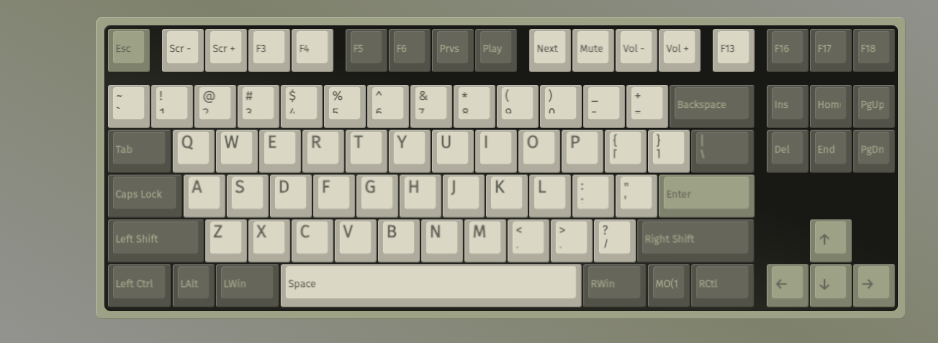 Esc Scr - Scr + F3 F4 F5 F6 Prvs Play Next Mute Vol - Vol + F13 F16 F17 F18
~ ! @ # $ % ^ & * ( ) _ +
` 1 2 3 4 5 6 7 8 9 0 - = Backspace Ins Hom PgUp
Tab Q W E R T Y U I O P { } | Del End PgDn
[ ] \
Caps Lock A S D F G H J K L : " Enter
; '
Left Shift Z X C V B N M < > ? Right Shift ↑
, . /
Left Ctrl LAlt LWin Space RWin MO(1 RCtl ← ↓ →